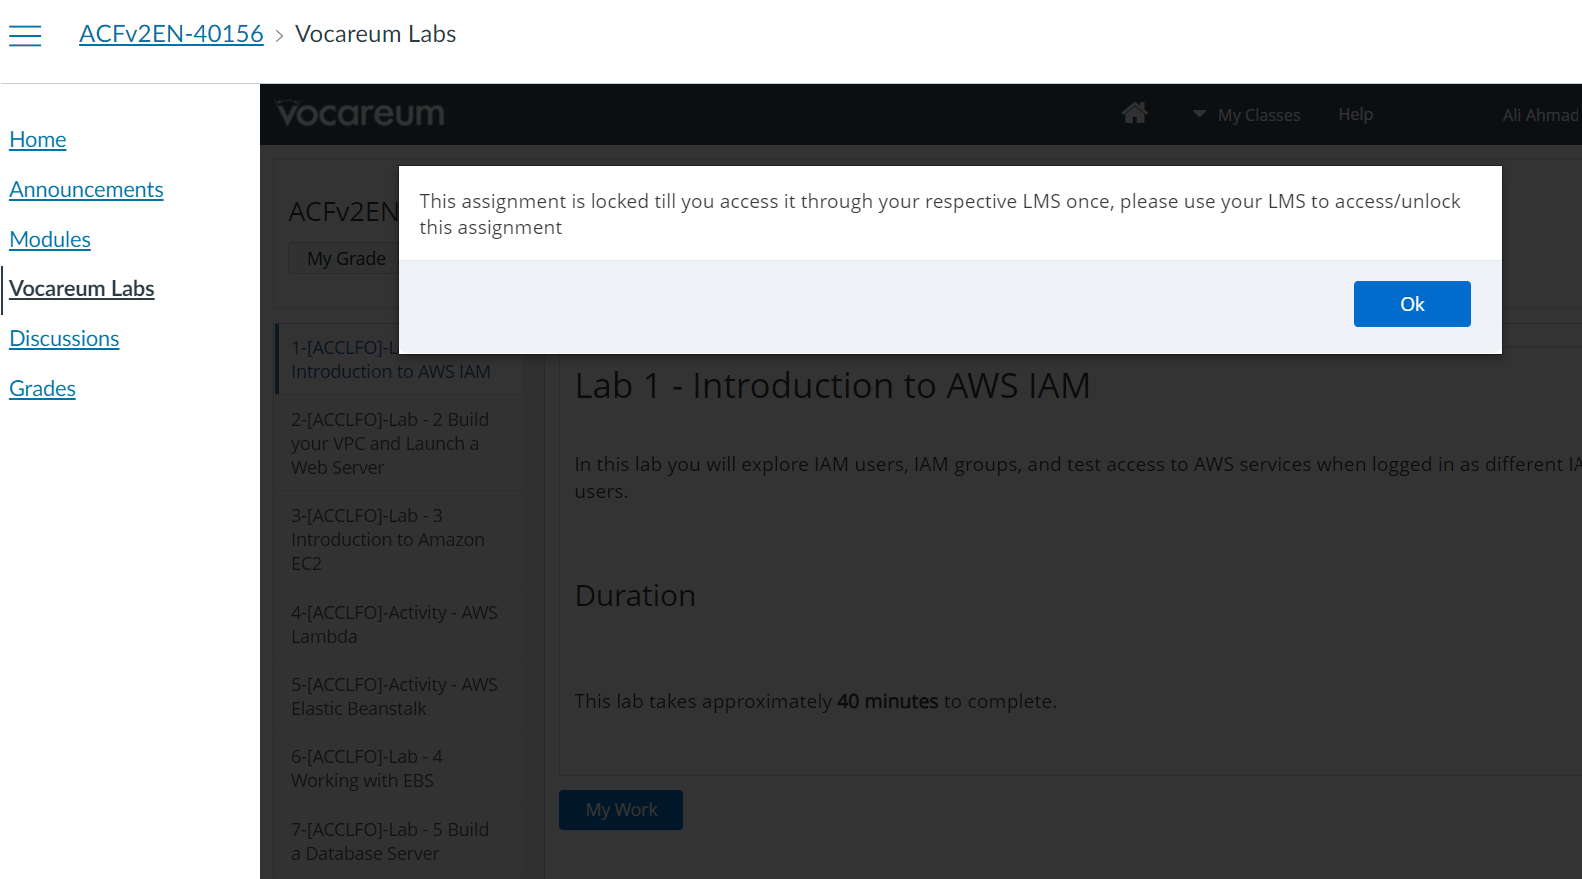 ACFv2EN-40156 > Vocareum Labs
Home
Announcements
Modules
Vocareum Labs
Discussions
Grades
Vocareum
My Classes
Help
Ali Ahmad
ACFv2EN
My Grade
This assignment is locked till you access it through your respective LMS once, please use your LMS to access/unlock
this assignment
Ok
1-[ACCLFO]-L
Introduction to AWS IAM
2-[ACCLFO]-Lab - 2 Build
your VPC and Launch a
Web Server
3-[ACCLFO]-Lab - 3
Introduction to Amazon
EC2
4-[ACCLFO]-Activity - AWS
Lambda
5-[ACCLFO]-Activity - AWS
Elastic Beanstalk
6-[ACCLFO]-Lab - 4
Working with EBS
7-[ACCLFO]-Lab - 5 Build
a Database Server
Lab 1 - Introduction to AWS IAM
In this lab you will explore IAM users, IAM groups, and test access to AWS services when logged in as different IA
users.
Duration
This lab takes approximately 40 minutes to complete.
My Work